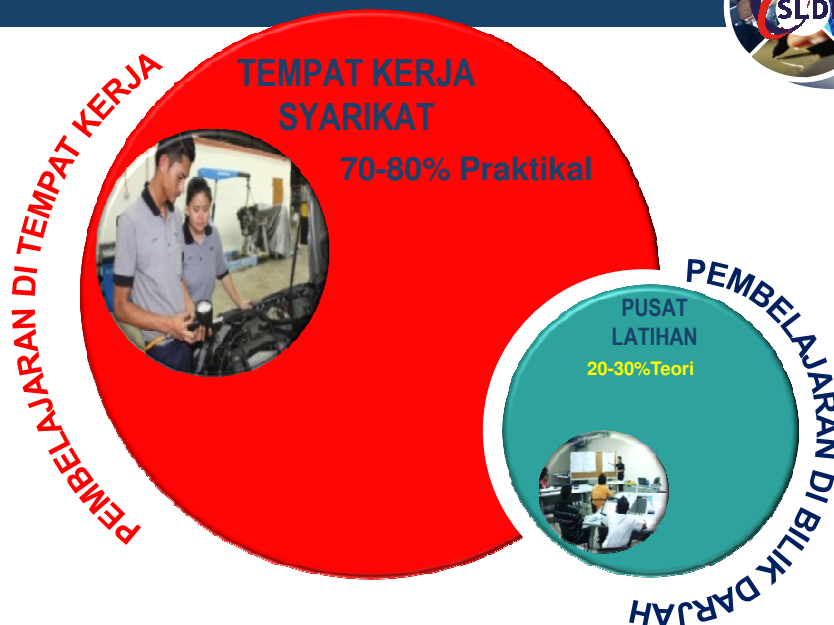 SLD
TEMPAT KERJA
SYARIKAT
70-80% Praktikal
PEMBELAJARAN DI TEMPAT KERJA
PUSAT
LATIHAN
20-30%Teori
PEMBELAJARAN DI BILIK DARJAH